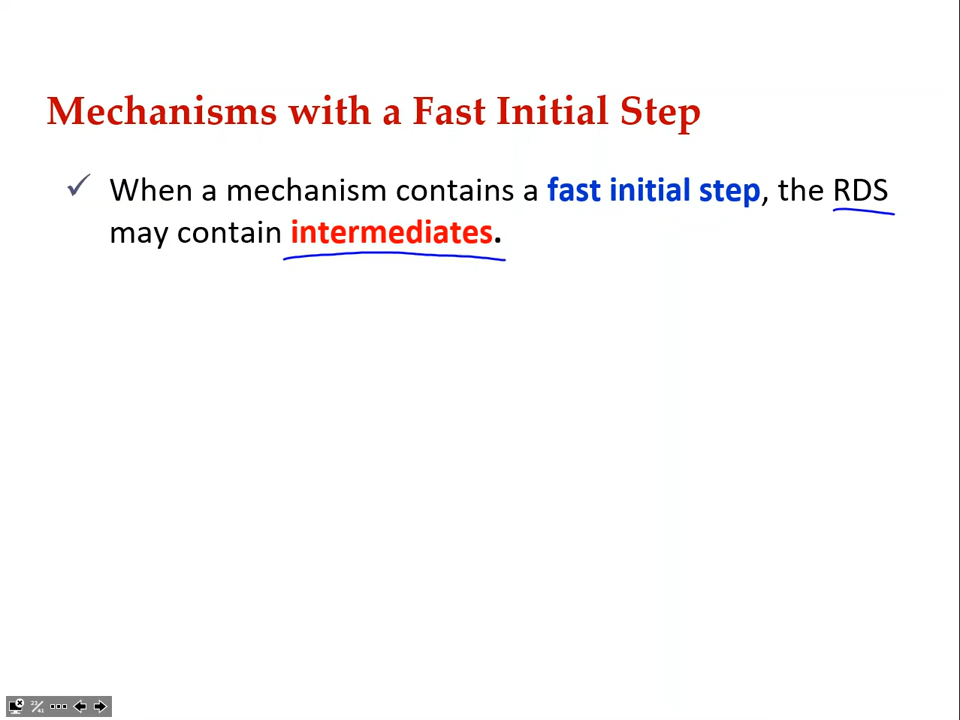 Mechanisms with a Fast Initial Step
✓ When a mechanism contains a fast initial step, the RDS
may contain intermediates.